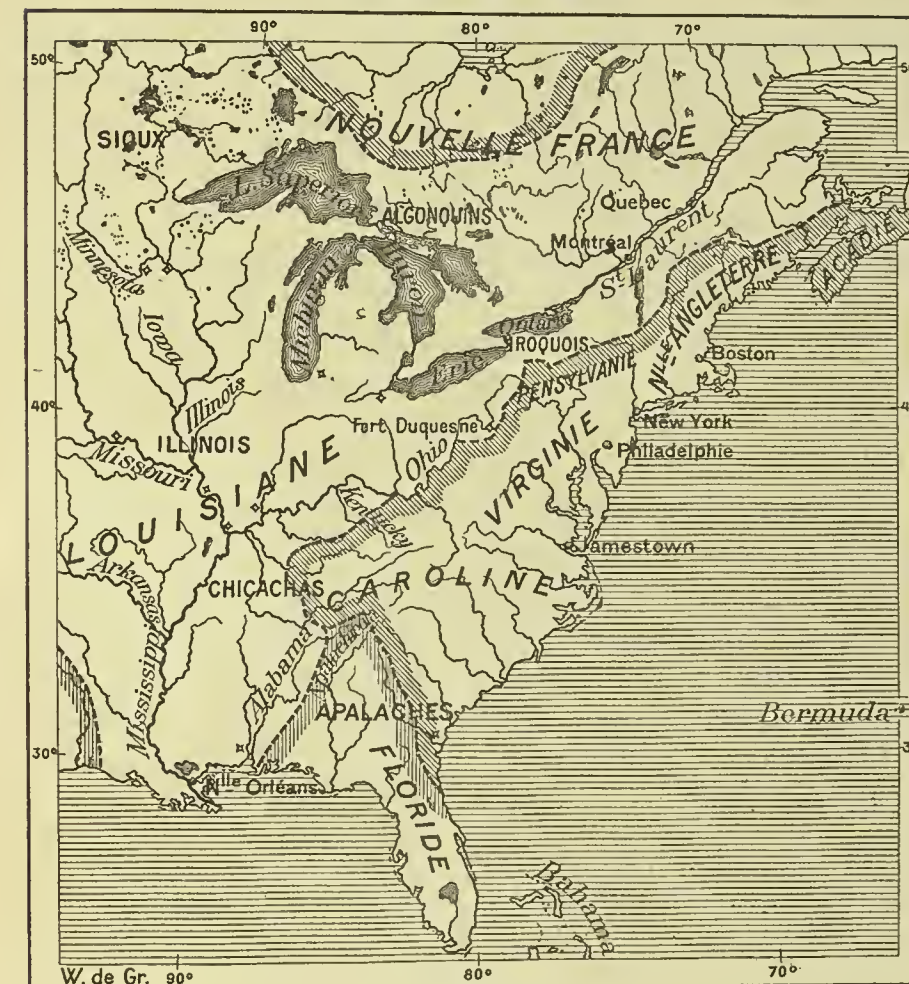 90° 80° 70°
50°
SIOUX
NOUVELLE FRANCE
L. Superior
ALGONQUINS
Quebec
Montréal
St Laurent
ACADIE
Minnesota
Iowa
Michigan
Huron
Ontario
Erie
IROQUOIS
PENSYLVANIE
Nlle ANGLETERRE
Boston
Illinois
40°
ILLINOIS
Fort Duquesne
New York
Philadelphie
Missouri
Ohio
VIRGINIE
LOUISIANE
Kentucky
Jamestown
Arkansas
CHICACHAS
CAROLINE
Mississipi
Alabama
APALACHES
Bermuda
30°
Nlle Orléans
FLORIDE
Bahama
W. de Gr. 90° 80° 70°